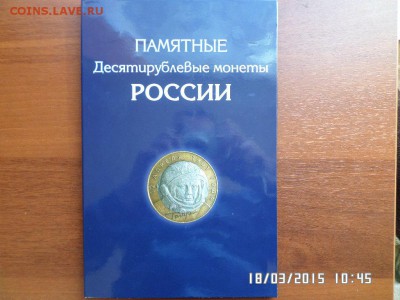 COINS.LAVE.RU
ПАМЯТНЫЕ
Десятирублевые монеты
РОССИИ
18/03/2015 10:45